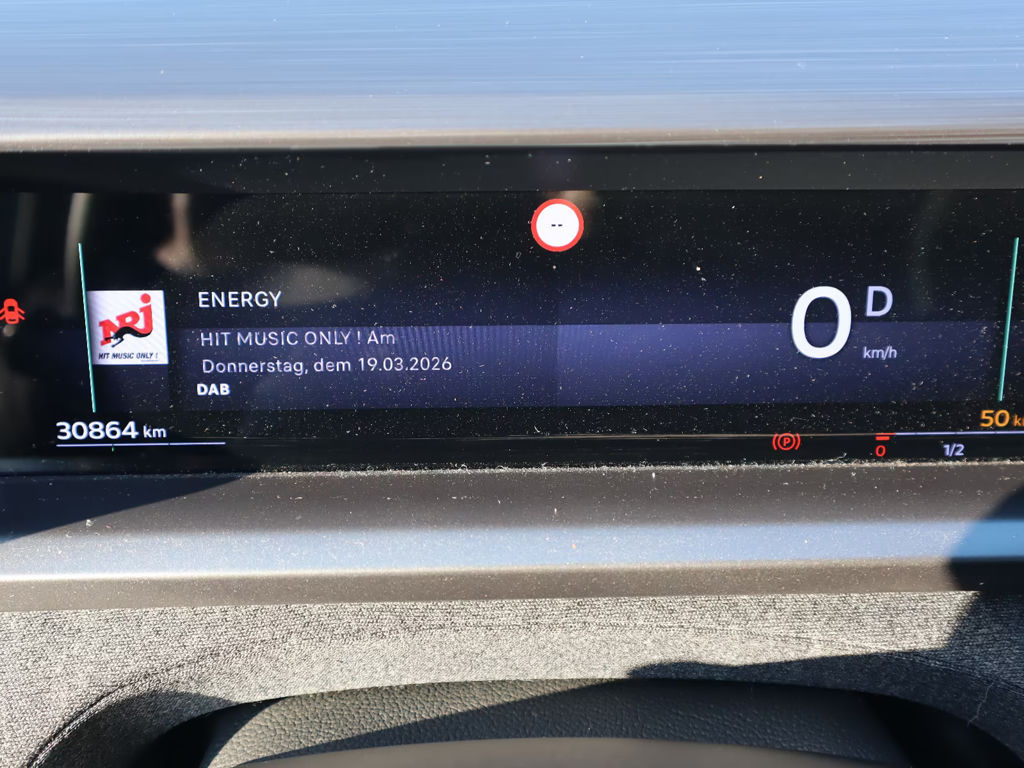 --
ENERGY
NRJ
HIT MUSIC ONLY !
HIT MUSIC ONLY ! Am
Donnerstag, dem 19.03.2026
DAB
0 D
km/h
30864 km
50
P
0
1/2